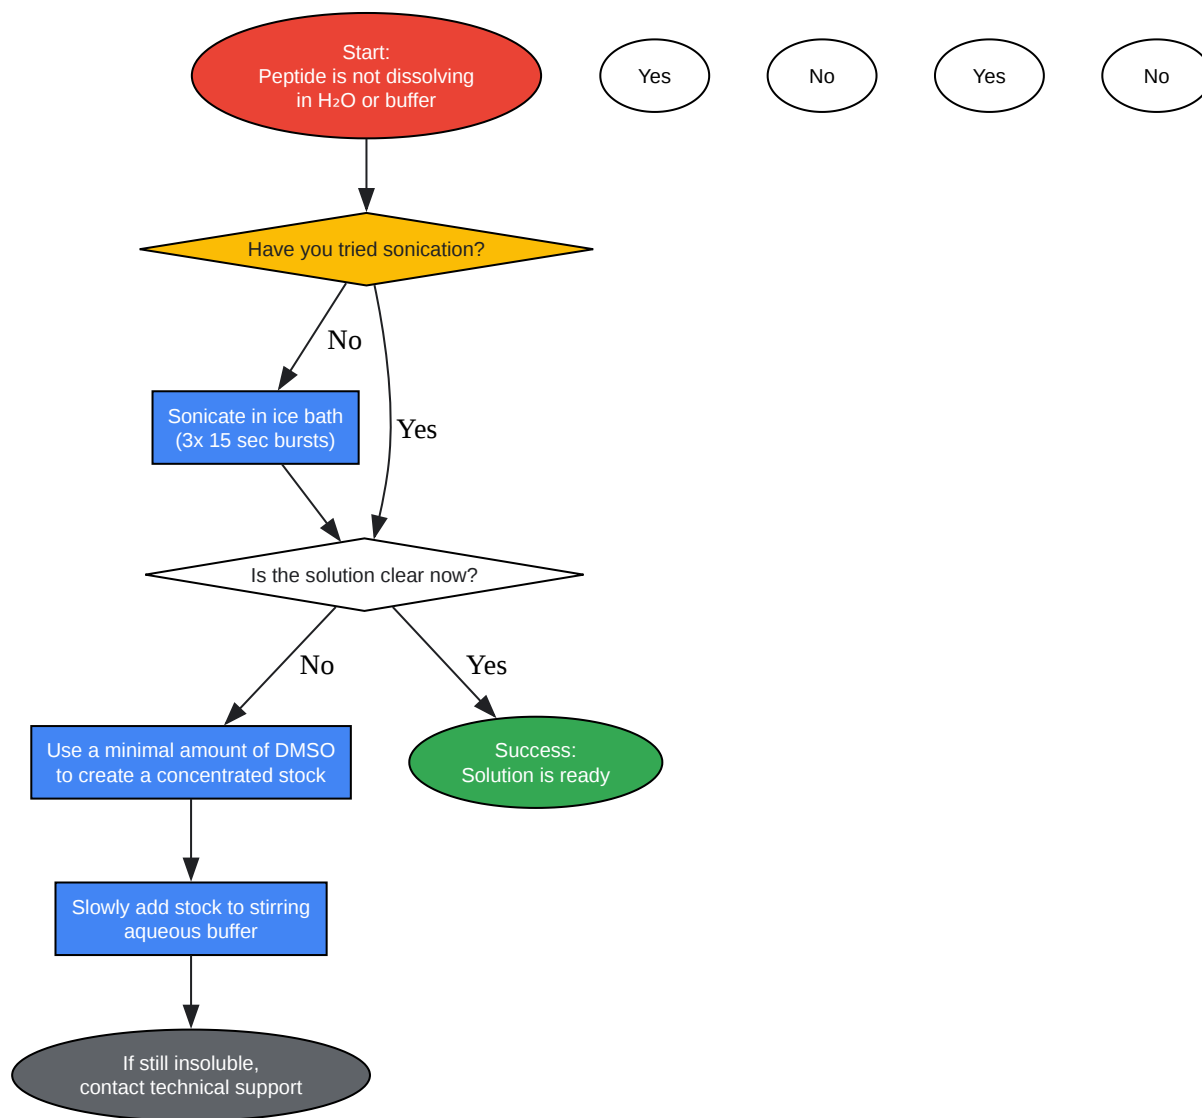 Start:
Peptide is not dissolving
in H₂O or buffer
Yes
No
Yes
No
Have you tried sonication?
No
Sonicate in ice bath
(3x 15 sec bursts)
Yes
Is the solution clear now?
No
Yes
Use a minimal amount of DMSO
to create a concentrated stock
Success:
Solution is ready
Slowly add stock to stirring
aqueous buffer
If still insoluble,
contact technical support